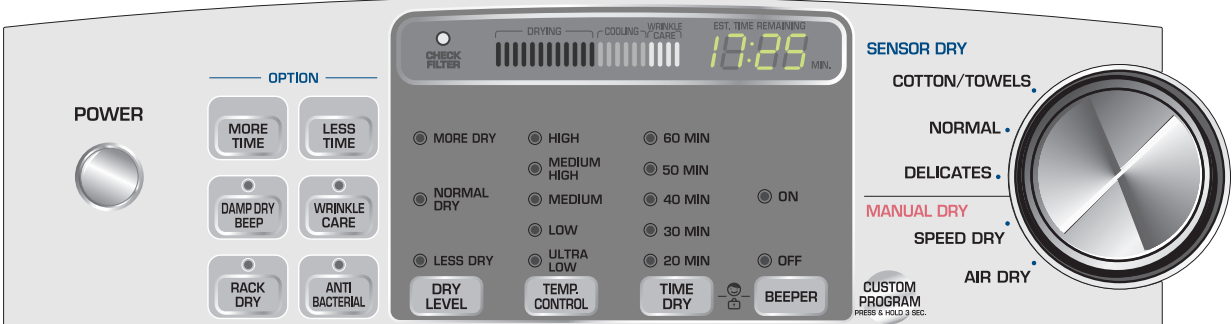 POWER
OPTION
MORE
TIME
LESS
TIME
DAMP DRY
BEEP
WRINKLE
CARE
RACK
DRY
ANTI
BACTERIAL
CHECK
FILTER
DRYING
COOLING
WRINKLE
CARE
EST. TIME REMAINING
17:25
MIN.
MORE DRY
NORMAL
DRY
LESS DRY
DRY
LEVEL
HIGH
MEDIUM
HIGH
MEDIUM
LOW
ULTRA
LOW
TEMP.
CONTROL
60 MIN
50 MIN
40 MIN
30 MIN
20 MIN
TIME
DRY
ON
OFF
BEEPER
SENSOR DRY
COTTON/TOWELS
NORMAL
DELICATES
MANUAL DRY
SPEED DRY
AIR DRY
CUSTOM
PROGRAM
PRESS & HOLD 3 SEC.